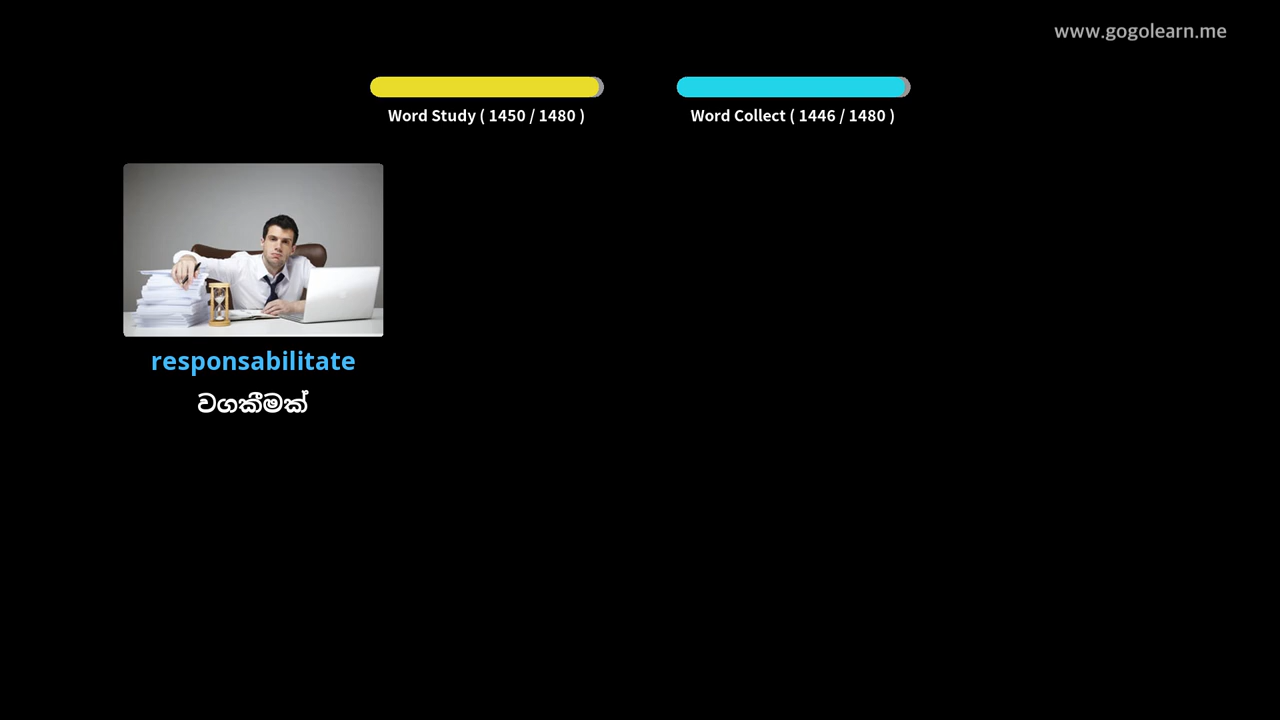 www.gogolearn.me
Word Study ( 1450 / 1480 )
Word Collect ( 1446 / 1480 )
responsabilitate
වගකීමක්